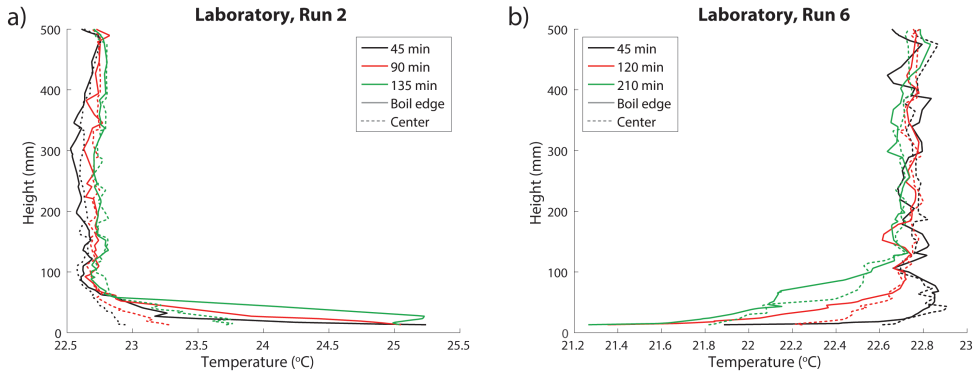 a)
Laboratory, Run 2
500
400
300
200
100
0
Height (mm)
22.5
23
23.5
24
24.5
25
25.5
Temperature (ºC)
45 min
90 min
135 min
Boil edge
Center
b)
Laboratory, Run 6
500
400
300
200
100
0
Height (mm)
21.2
21.4
21.6
21.8
22
22.2
22.4
22.6
22.8
23
Temperature (ºC)
45 min
120 min
210 min
Boil edge
Center